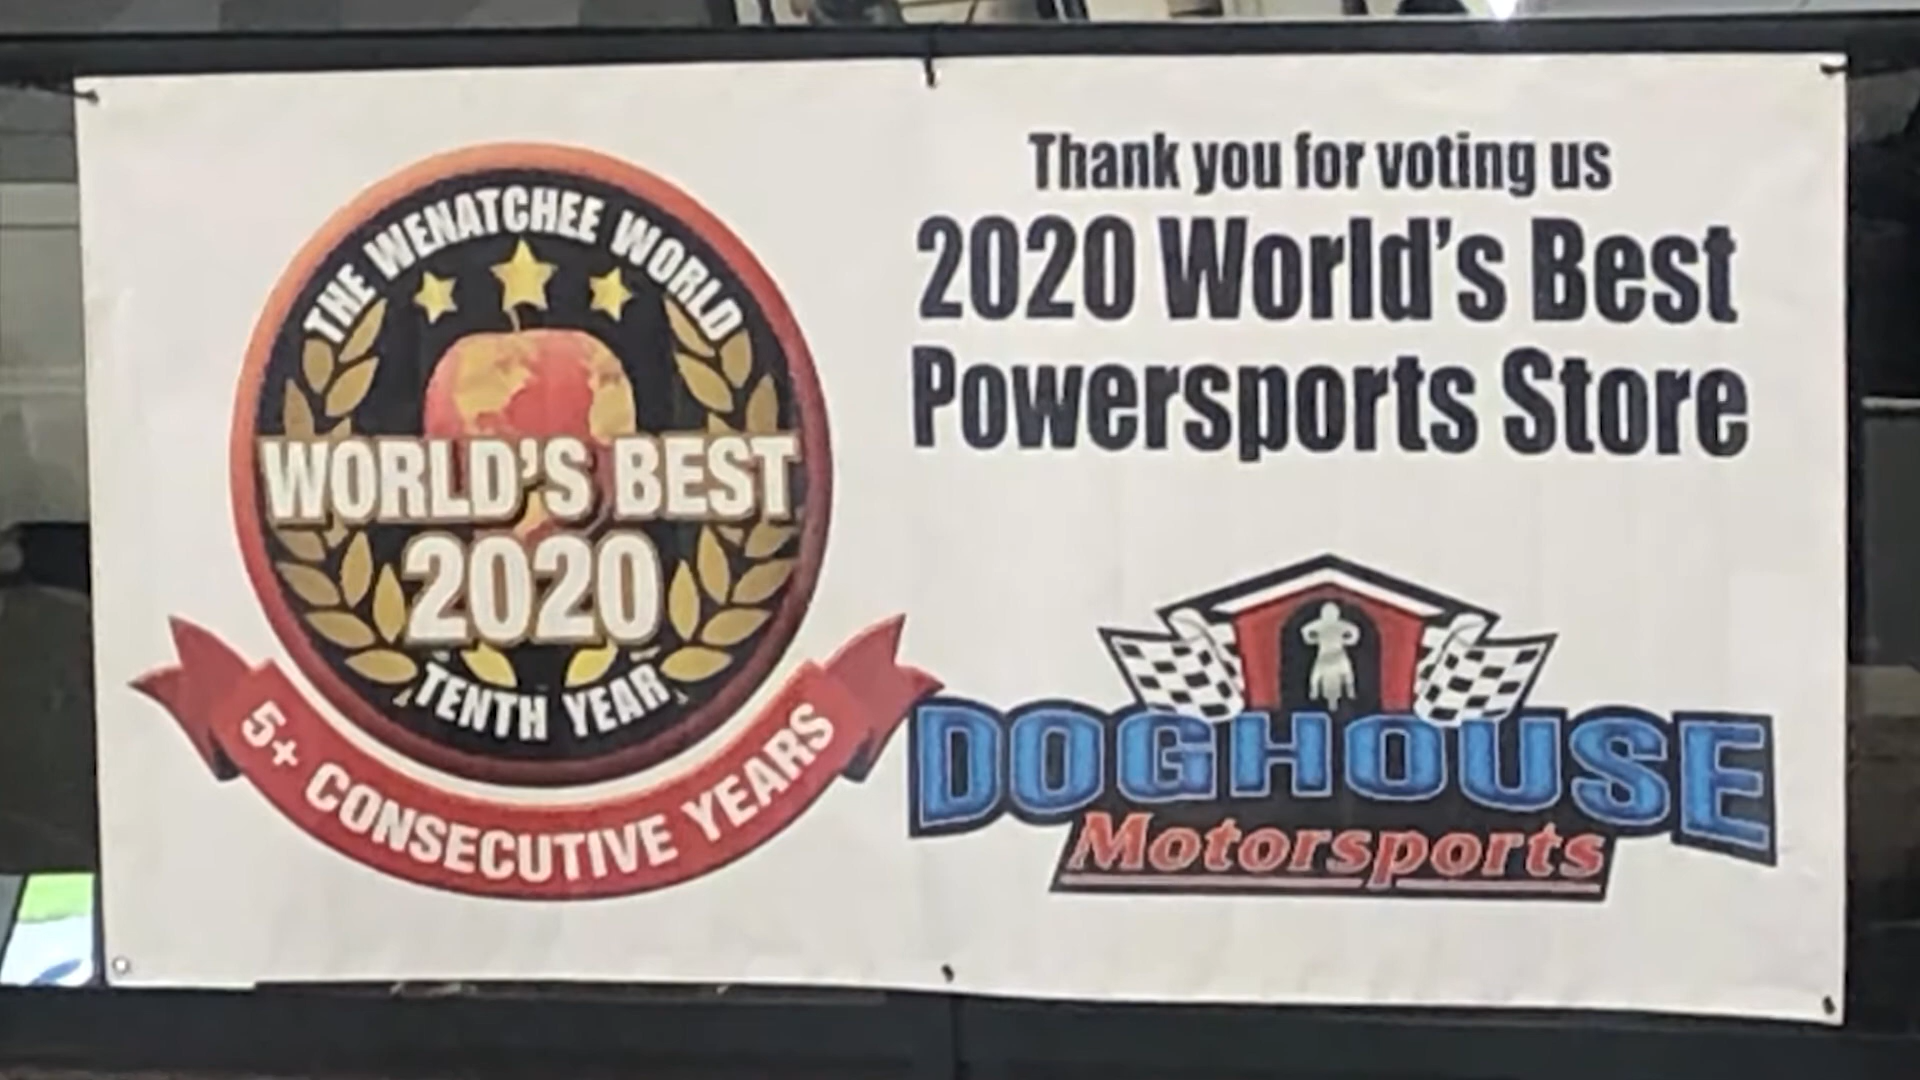 THE WENATCHEE WORLD
WORLD'S BEST
2020
TENTH YEAR
5+ CONSECUTIVE YEARS
Thank you for voting us
2020 World's Best
Powersports Store
DOGHOUSE
Motorsports